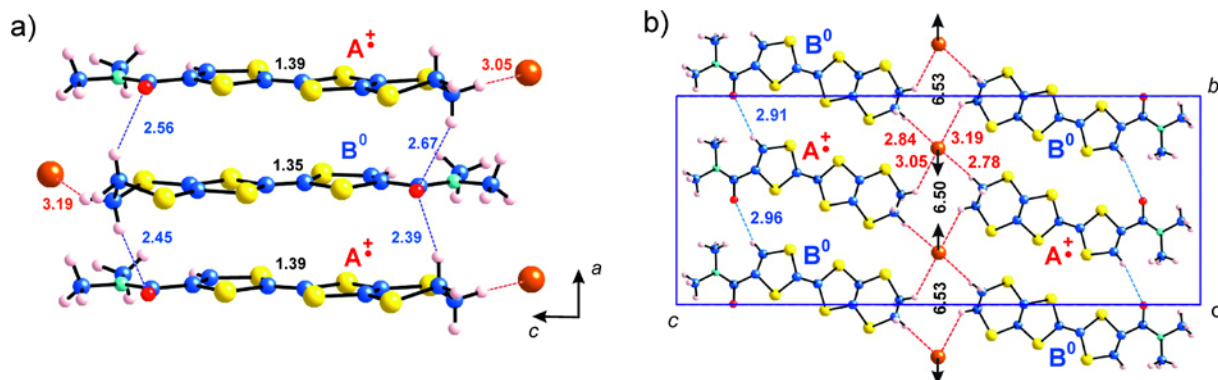 a)
A•+
1.39
3.05
2.56
B0
2.67
1.35
3.19
2.45
2.39
A•+
1.39
a
c
b)
B0
6.53
b
2.91
2.84
3.19
B0
A•+
3.05
2.78
6.50
2.96
B0
A•+
6.53
c
o
B0